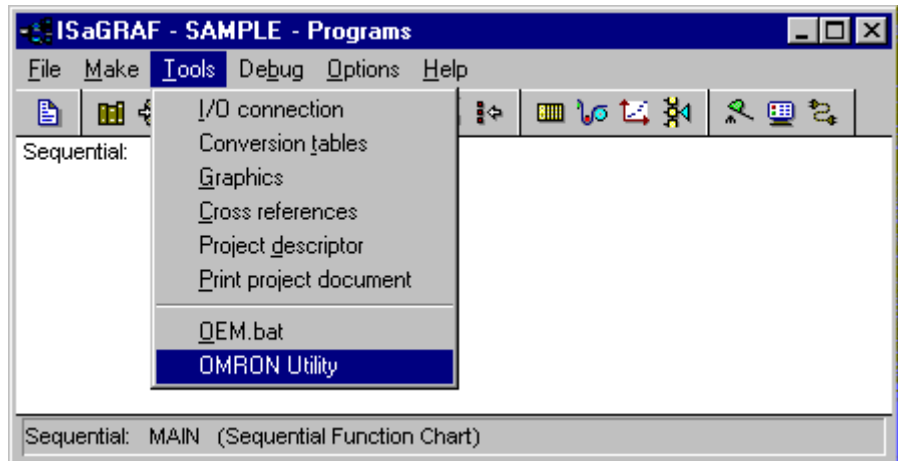 ISaGRAF - SAMPLE - Programs
File Make Tools Debug Options Help
I/O connection
Sequential:
Conversion tables
Graphics
Cross references
Project descriptor
Print project document
OEM.bat
OMRON Utility
Sequential: MAIN (Sequential Function Chart)